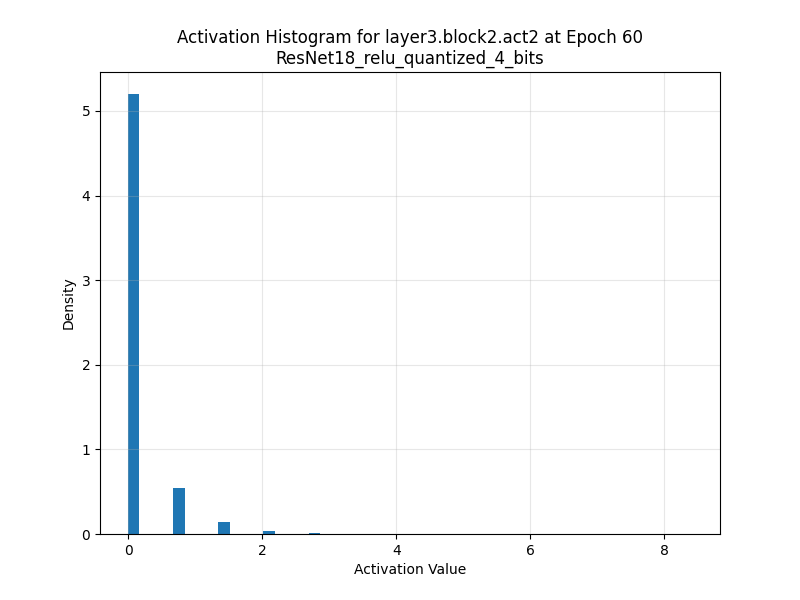 Activation Histogram for layer3.block2.act2 at Epoch 60
ResNet18_relu_quantized_4_bits
5
4
3
2
1
0
Density
0 2 4 6 8
Activation Value